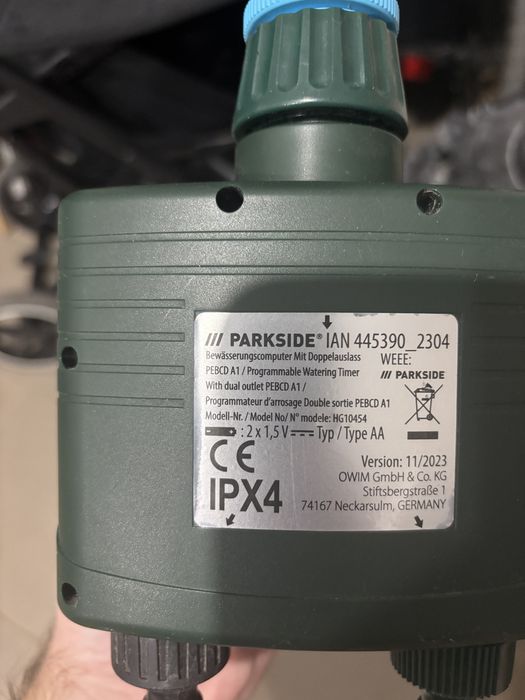 /// PARKSIDE® IAN 445390_2304
Bewässerungscomputer Mit Doppelauslass
WEEE:
PEBCD A1 / Programmable Watering Timer
/// PARKSIDE
With dual outlet PEBCD A1 /
Programmateur d'arrosage Double sortie PEBCD A1
Modell-Nr. / Model No/ N° modele: HG10454
: 2 x 1,5 V ⎓ Typ / Type AA
CE
Version: 11/2023
IPX4
OWIM GmbH & Co. KG
Stiftsbergstraße 1
74167 Neckarsulm, GERMANY